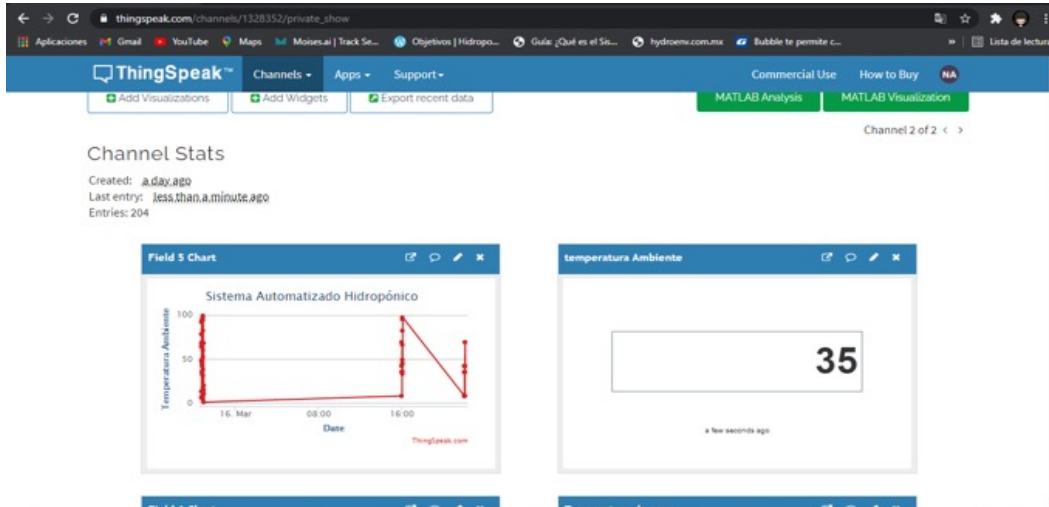 thingspeak.com/channels/1328352/private_show
Aplicaciones Gmail YouTube Maps Moises.ai | Track Se... Objetivos | Hidropo... Guía: ¿Qué es el Sis... hydroenv.com.mx Bubble te permite c... » Lista de lectura
ThingSpeak™ Channels Apps Support Commercial Use How to Buy NA
Add Visualizations Add Widgets Export recent data MATLAB Analysis MATLAB Visualization
Channel 2 of 2 < >
Channel Stats
Created: a day ago
Last entry: less than a minute ago
Entries: 204
Field 5 Chart
Sistema Automatizado Hidropónico
Temperatura Ambiente
100
50
0
16. Mar 08:00 16:00
Date
ThingSpeak.com
temperatura Ambiente
35
a few seconds ago